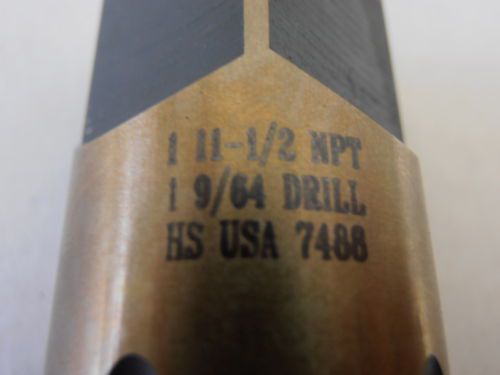 1 11-1/2 NPT
1 9/64 DRILL
HS USA 7488